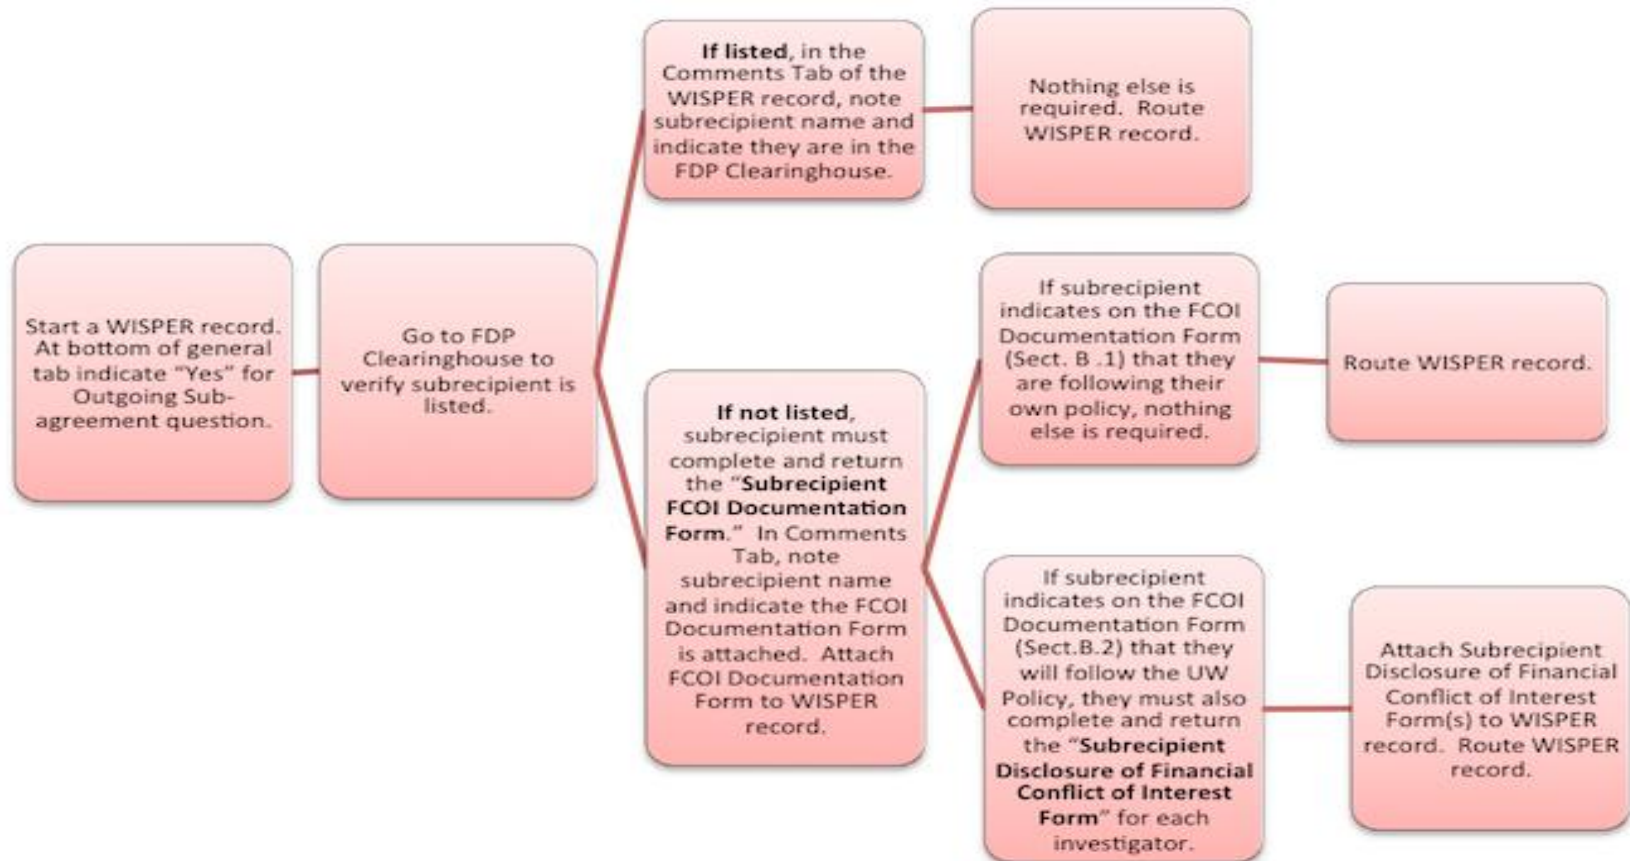 Start a WISPER record.
At bottom of general
tab indicate “Yes” for
Outgoing Sub-
agreement question.
Go to FDP
Clearinghouse to
verify subrecipient is
listed.
If listed, in the
Comments Tab of the
WISPER record, note
subrecipient name and
indicate they are in the
FDP Clearinghouse.
Nothing else is
required. Route
WISPER record.
If not listed,
subrecipient must
complete and return
the “Subrecipient
FCOI Documentation
Form.” In Comments
Tab, note
subrecipient name
and indicate the FCOI
Documentation Form
is attached. Attach
FCOI Documentation
Form to WISPER
record.
If subrecipient
indicates on the FCOI
Documentation Form
(Sect. B .1) that they
are following their
own policy, nothing
else is required.
Route WISPER record.
If subrecipient
indicates on the FCOI
Documentation Form
(Sect.B.2) that they
will follow the UW
Policy, they must also
complete and return
the “Subrecipient
Disclosure of Financial
Conflict of Interest
Form” for each
investigator.
Attach Subrecipient
Disclosure of Financial
Conflict of Interest
Form(s) to WISPER
record. Route WISPER
record.